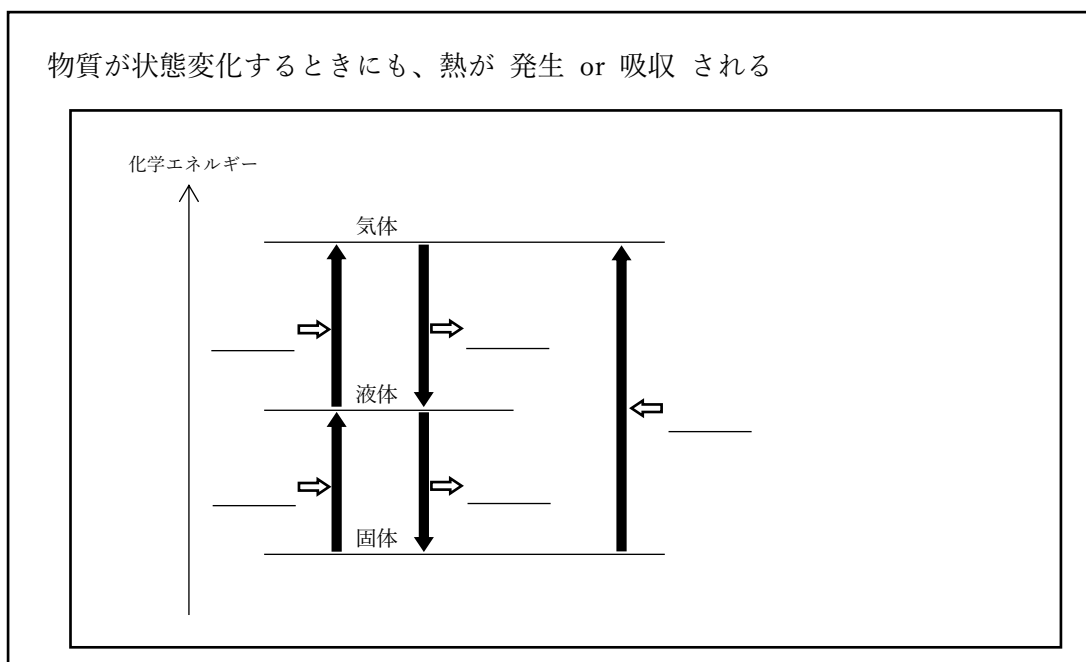 物質が状態変化するときにも、熱が 発生 or 吸収 される
化学エネルギー
気体
液体
固体